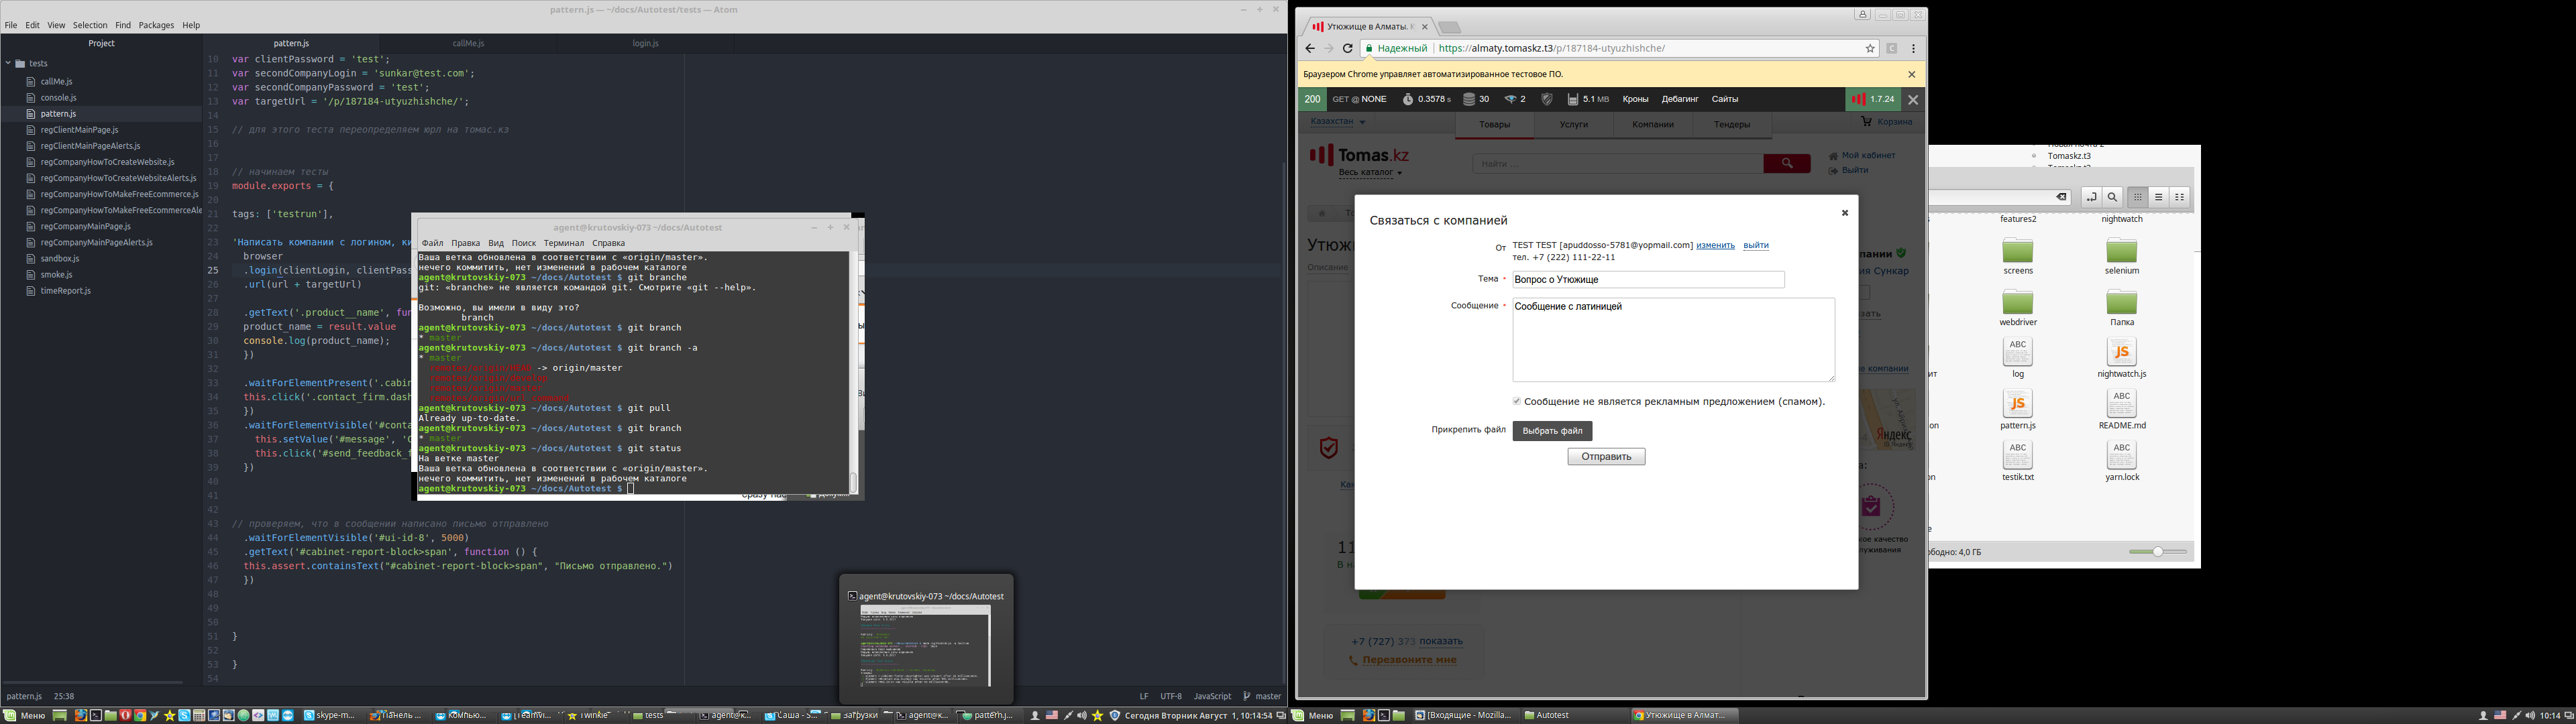 pattern.js — ~/docs/Autotest/tests — Atom
File Edit View Selection Find Packages Help
Project
pattern.js
callMe.js
login.js
tests
callMe.js
console.js
pattern.js
regClientMainPage.js
regClientMainPageAlerts.js
regCompanyHowToCreateWebsite.js
regCompanyHowToCreateWebsiteAlerts.js
regCompanyHowToMakeFreeEcommerce.js
regCompanyHowToMakeFreeEcommerceAle
regCompanyMainPage.js
regCompanyMainPageAlerts.js
sandbox.js
smoke.js
timeReport.js
10 var clientPassword = 'test';
11 var secondCompanyLogin = 'sunkar@test.com';
12 var secondCompanyPassword = 'test';
13 var targetUrl = '/p/187184-utyuzhishche/';
14
15 // для этого теста переопределяем юрл на томас.кз
16
17
18 // начинаем тесты
19 module.exports = {
20
21 tags: ['testrun'],
22
23 'Написать компании с логином, ки
24 browser
25 .login(clientLogin, clientPass
26 .url(url + targetUrl)
27
28 .getText('.product__name', fun
29 product_name = result.value
30 console.log(product_name);
31 })
32
33 .waitForElementPresent('.cabin
34 this.click('.contact_firm.dash
35 })
36 .waitForElementVisible('#conta
37 this.setValue('#message', 'С
38 this.click('#send_feedback_f
39 })
40
41
42
43 // проверяем, что в сообщении написано письмо отправлено
44 .waitForElementVisible('#ui-id-8', 5000)
45 .getText('#cabinet-report-block>span', function () {
46 this.assert.containsText("#cabinet-report-block>span", "Письмо отправлено.")
47 })
48
49
50
51 }
52
53 }
54
pattern.js 25:38
LF UTF-8 JavaScript master
agent@krutovskiy-073 ~/docs/Autotest
Файл Правка Вид Поиск Терминал Справка
Ваша ветка обновлена в соответствии с «origin/master».
нечего коммитить, нет изменений в рабочем каталоге
agent@krutovskiy-073 ~/docs/Autotest $ git branche
git: «branche» не является командой git. Смотрите «git --help».
Возможно, вы имели в виду это?
branch
agent@krutovskiy-073 ~/docs/Autotest $ git branch
* master
agent@krutovskiy-073 ~/docs/Autotest $ git branch -a
* master
-> origin/master
agent@krutovskiy-073 ~/docs/Autotest $ git pull
Already up-to-date.
agent@krutovskiy-073 ~/docs/Autotest $ git branch
* master
agent@krutovskiy-073 ~/docs/Autotest $ git status
На ветке master
Ваша ветка обновлена в соответствии с «origin/master».
нечего коммитить, нет изменений в рабочем каталоге
agent@krutovskiy-073 ~/docs/Autotest $
agent@krutovskiy-073 ~/docs/Autotest
Утюжище в Алматы. К
Надежный https://almaty.tomaskz.t3/p/187184-utyuzhishche/
Браузером Chrome управляет автоматизированное тестовое ПО.
200 GET @ NONE 0.3578 s 30 2 5.1 MB Кроны Дебагинг Сайты 1.7.24
Казахстан
Товары Услуги Компании Тендеры
Корзина
Tomas.kz
Весь каталог
Найти ...
Мой кабинет
Выйти
Связаться с компанией
От TEST TEST [apuddosso-5781@yopmail.com] изменить выйти
тел. +7 (222) 111-22-11
Тема * Вопрос о Утюжище
Сообщение * Сообщение с латиницей
Сообщение не является рекламным предложением (спамом).
Прикрепить файл Выбрать файл
Отправить
Описание
Яндекс
+7 (727) 373 показать
Перезвоните мне
Tomaskz.t3
features2
nightwatch
screens
selenium
webdriver
Папка
log
nightwatch.js
pattern.js
README.md
testik.txt
yarn.lock
ободно: 4,0 ГБ
Меню
skype-m...
Панель ...
Компью...
[TeamVi...
Twinkle
tests
agent@k...
Саша - S...
Загрузки
agent@k...
pattern.j...
Сегодня Вторник Август 1, 10:14:54
Меню
[Входящие - Mozilla...
Autotest
Утюжище в Алмат...
10:14